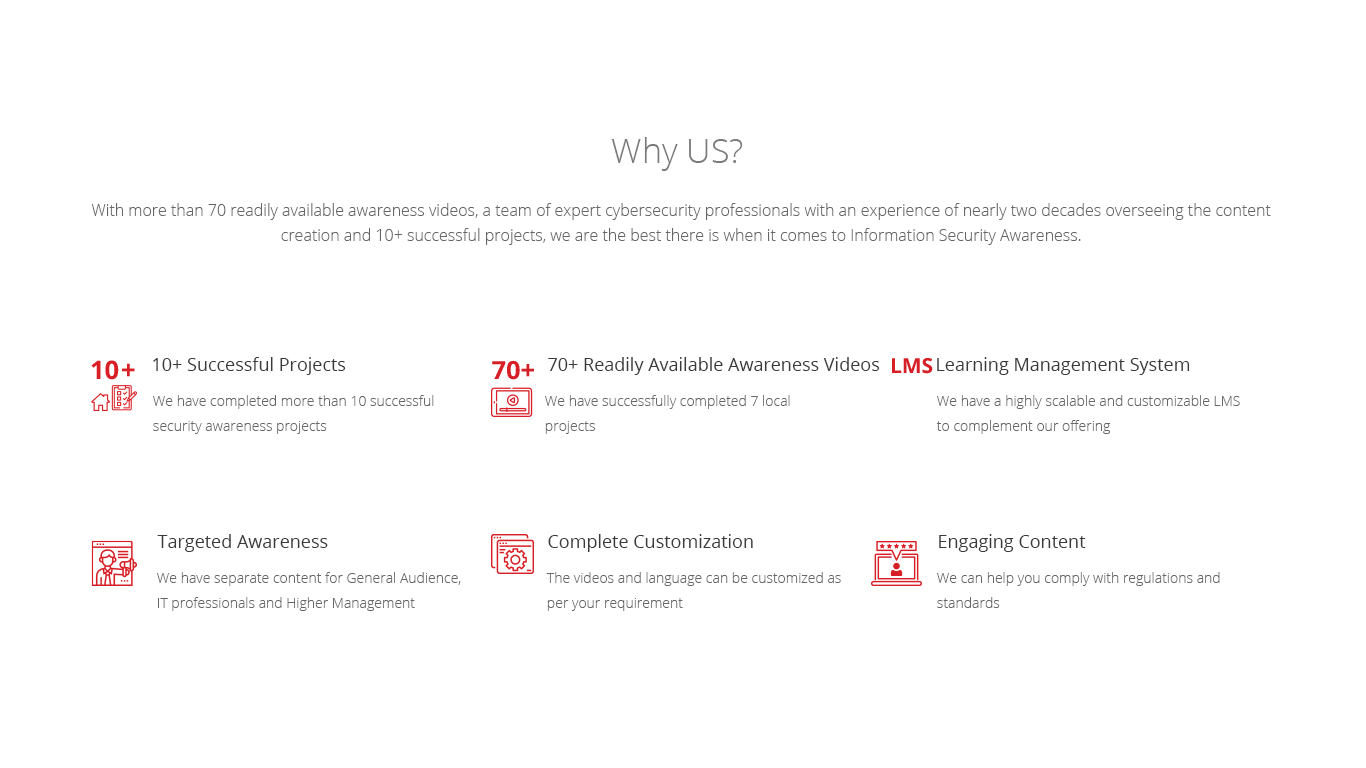 Why US?
With more than 70 readily available awareness videos, a team of expert cybersecurity professionals with an experience of nearly two decades overseeing the content
creation and 10+ successful projects, we are the best there is when it comes to Information Security Awareness.
10+
10+ Successful Projects
We have completed more than 10 successful
security awareness projects
70+
70+ Readily Available Awareness Videos
We have successfully completed 7 local
projects
LMS
Learning Management System
We have a highly scalable and customizable LMS
to complement our offering
Targeted Awareness
We have separate content for General Audience,
IT professionals and Higher Management
Complete Customization
The videos and language can be customized as
per your requirement
Engaging Content
We can help you comply with regulations and
standards